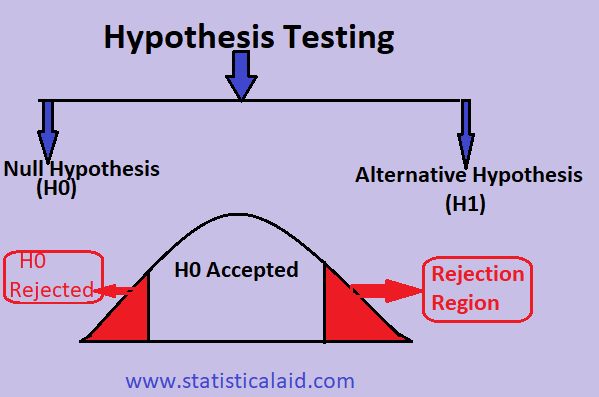 Hypothesis Testing
Null Hypothesis
(H0)
Alternative Hypothesis
(H1)
H0
Rejected
H0 Accepted
Rejection
Region
www.statisticalaid.com